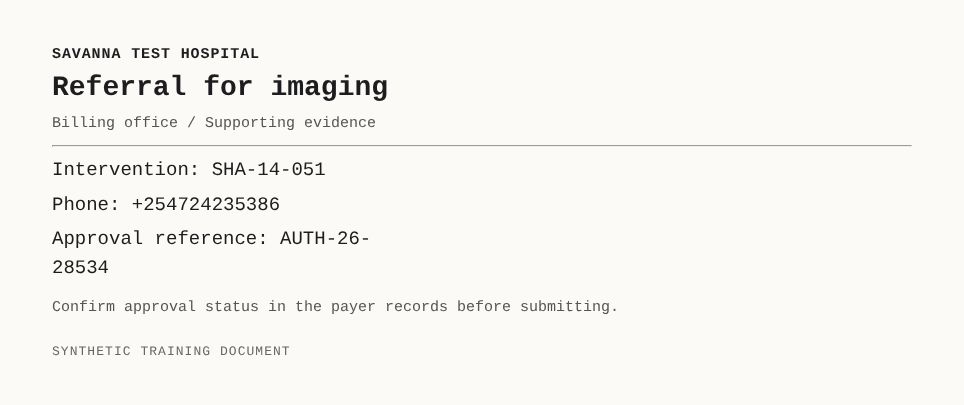 SAVANNA TEST HOSPITAL
Referral for imaging
Billing office / Supporting evidence
Intervention: SHA-14-051
Phone: +254724235386
Approval reference: AUTH-26-
28534
Confirm approval status in the payer records before submitting.
SYNTHETIC TRAINING DOCUMENT